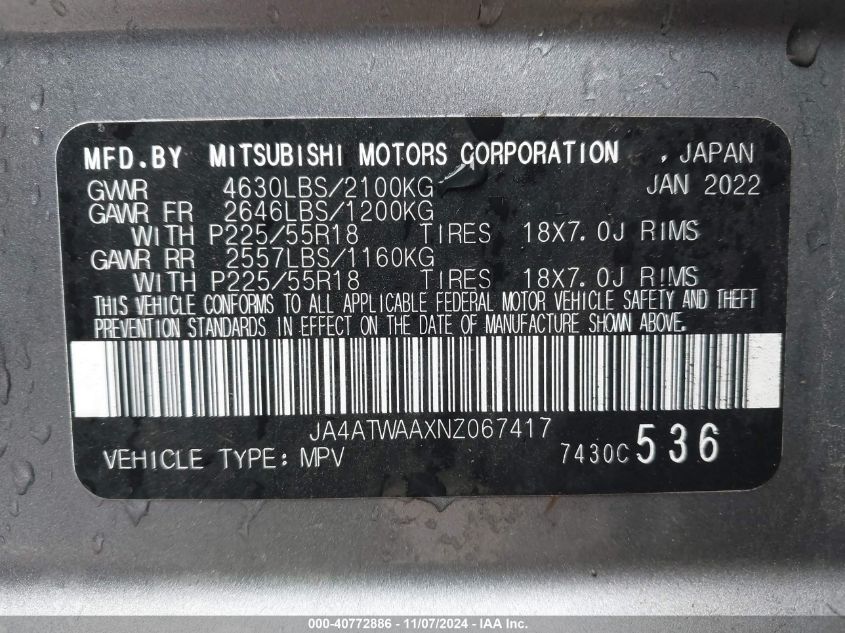 MFD.BY MITSUBISHI MOTORS CORPORATION , JAPAN
GVWR 4630LBS/2100KG JAN 2022
GAWR FR 2646LBS/1200KG
WITH P225/55R18 TIRES 18X7.0J RIMS
GAWR RR 2557LBS/1160KG
WITH P225/55R18 TIRES 18X7.0J RIMS
THIS VEHICLE CONFORMS TO ALL APPLICABLE FEDERAL MOTOR VEHICLE SAFETY AND THEFT
PREVENTION STANDARDS IN EFFECT ON THE DATE OF MANUFACTURE SHOWN ABOVE.
JA4ATWAAXNZ067417
VEHICLE TYPE: MPV 7430C 536
000-40772886 - 11/07/2024 - IAAI.com